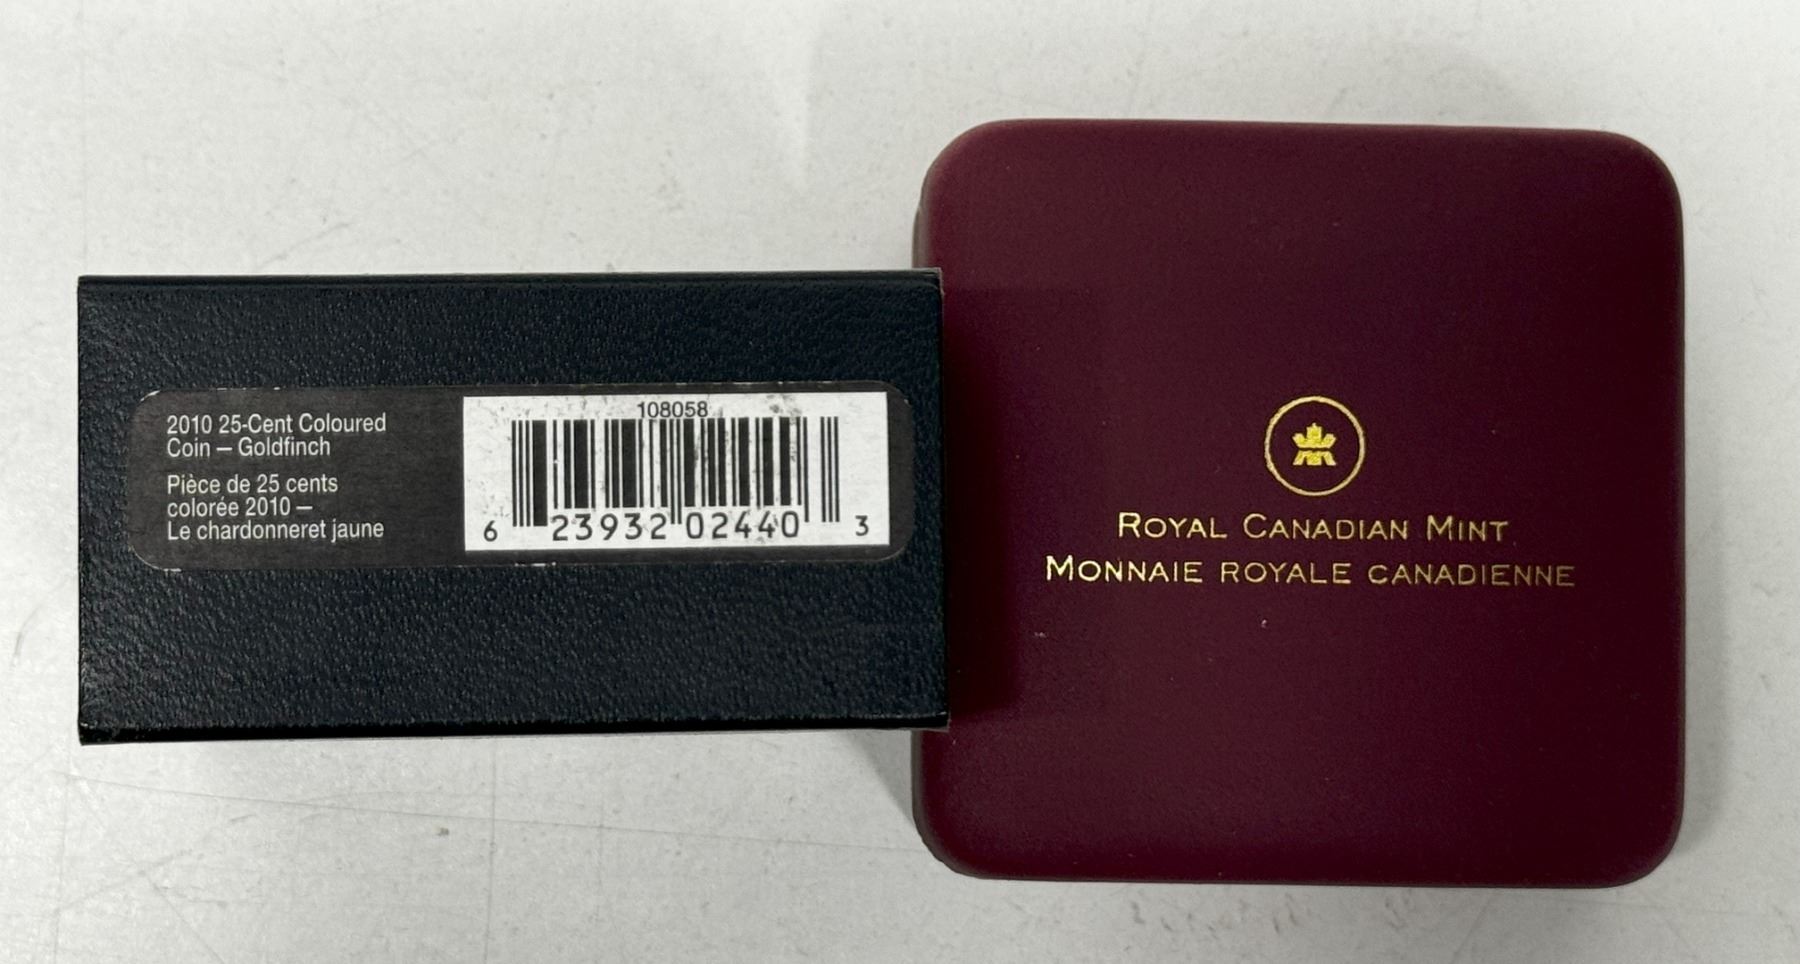 2010 25-Cent Coloured
Coin – Goldfinch
Pièce de 25 cents
colorée 2010 –
Le chardonneret jaune
108058
6 23932 02440 3
ROYAL CANADIAN MINT
MONNAIE ROYALE CANADIENNE